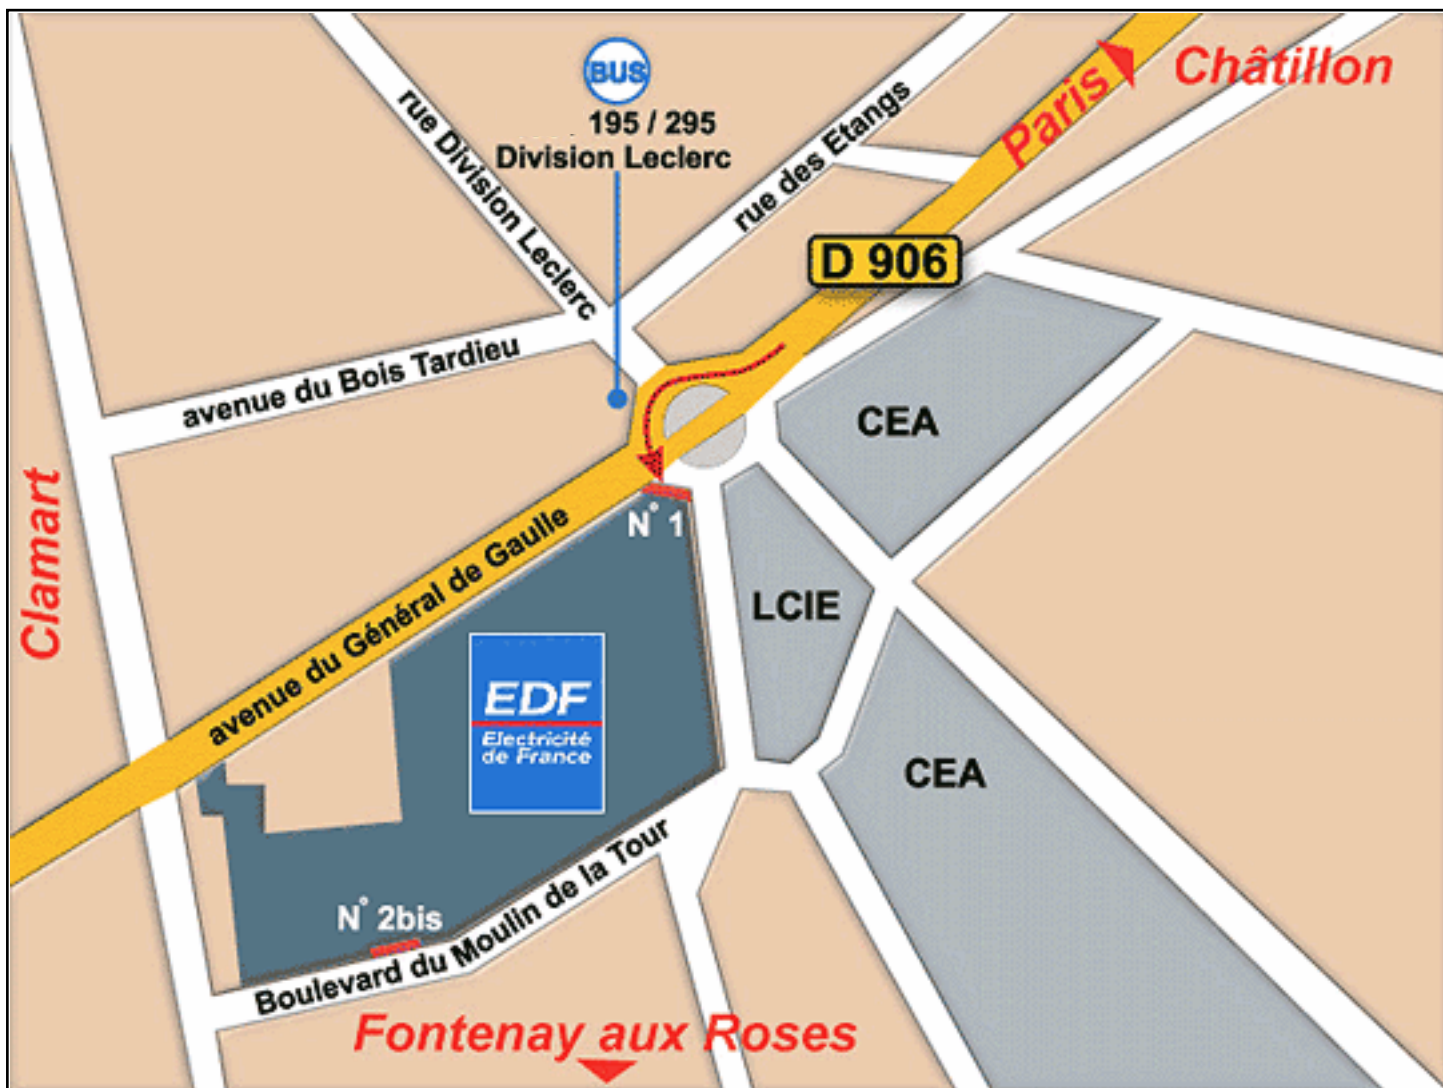 BUS
195 / 295
Division Leclerc
Châtillon
Paris
rue Division Leclerc
rue des Etangs
D 906
avenue du Bois Tardieu
CEA
Clamart
N° 1
avenue du Général de Gaulle
LCIE
EDF
Electricité
de France
CEA
N° 2bis
Boulevard du Moulin de la Tour
Fontenay aux Roses